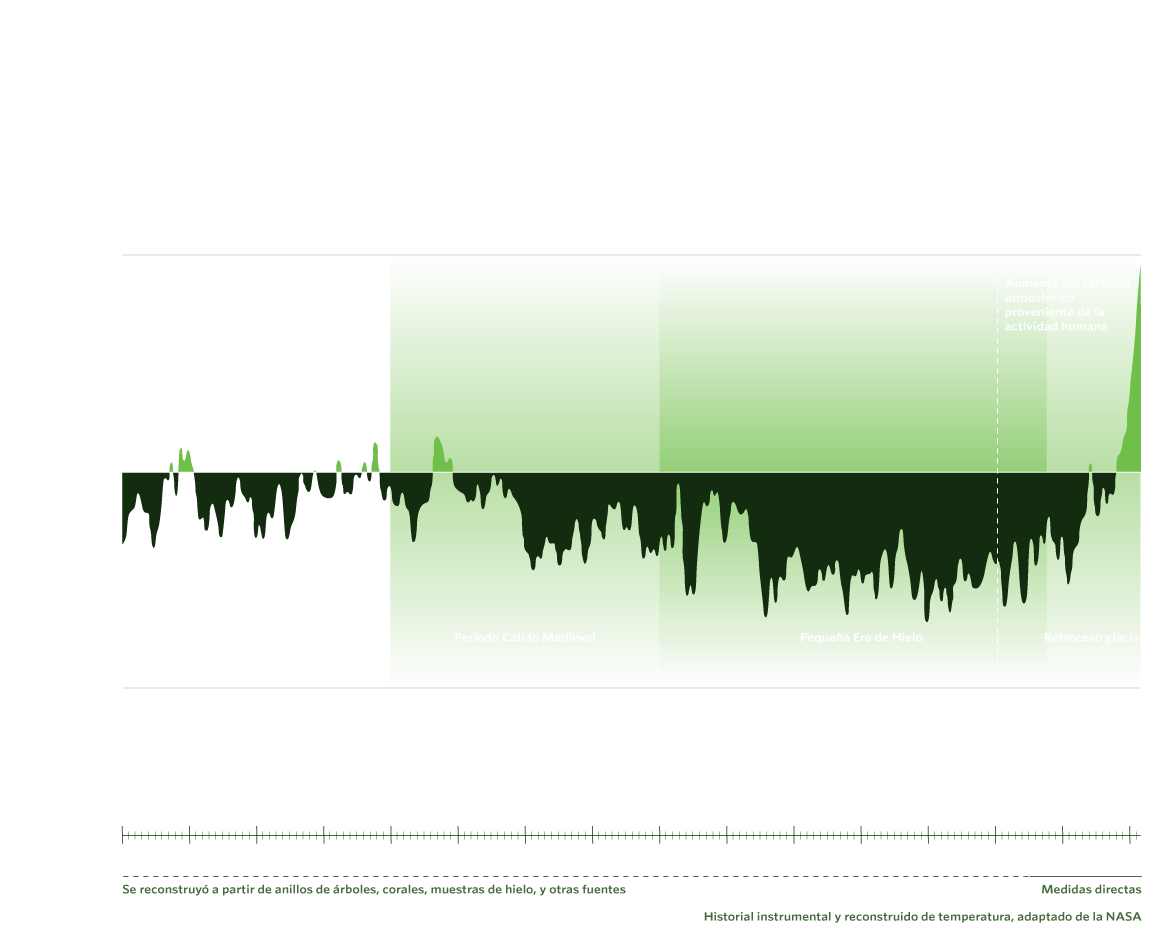 Aumento del carbono
atmosférico
proveniente de la
actividad humana
Período Cálido Medieval
Pequeña Era de Hielo
Retroceso glacial
Se reconstruyó a partir de anillos de árboles, corales, muestras de hielo, y otras fuentes
Medidas directas
Historial instrumental y reconstruido de temperatura, adaptado de la NASA